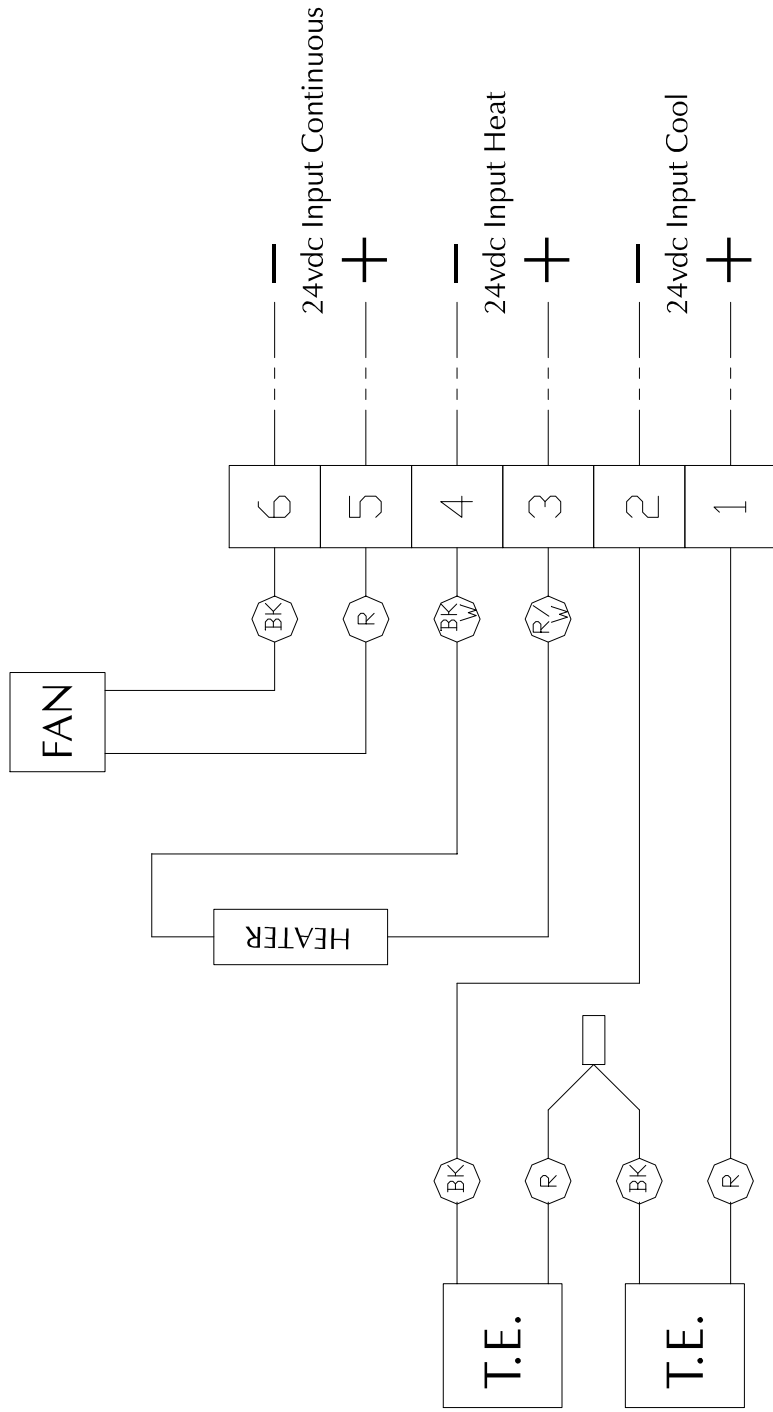 FAN
HEATER
T.E.
T.E.
BK
R
BK
W
R/
W
BK
R
BK
R
6
5
4
3
2
1
−
24vdc Input Continuous
+
−
24vdc Input Heat
+
−
24vdc Input Cool
+